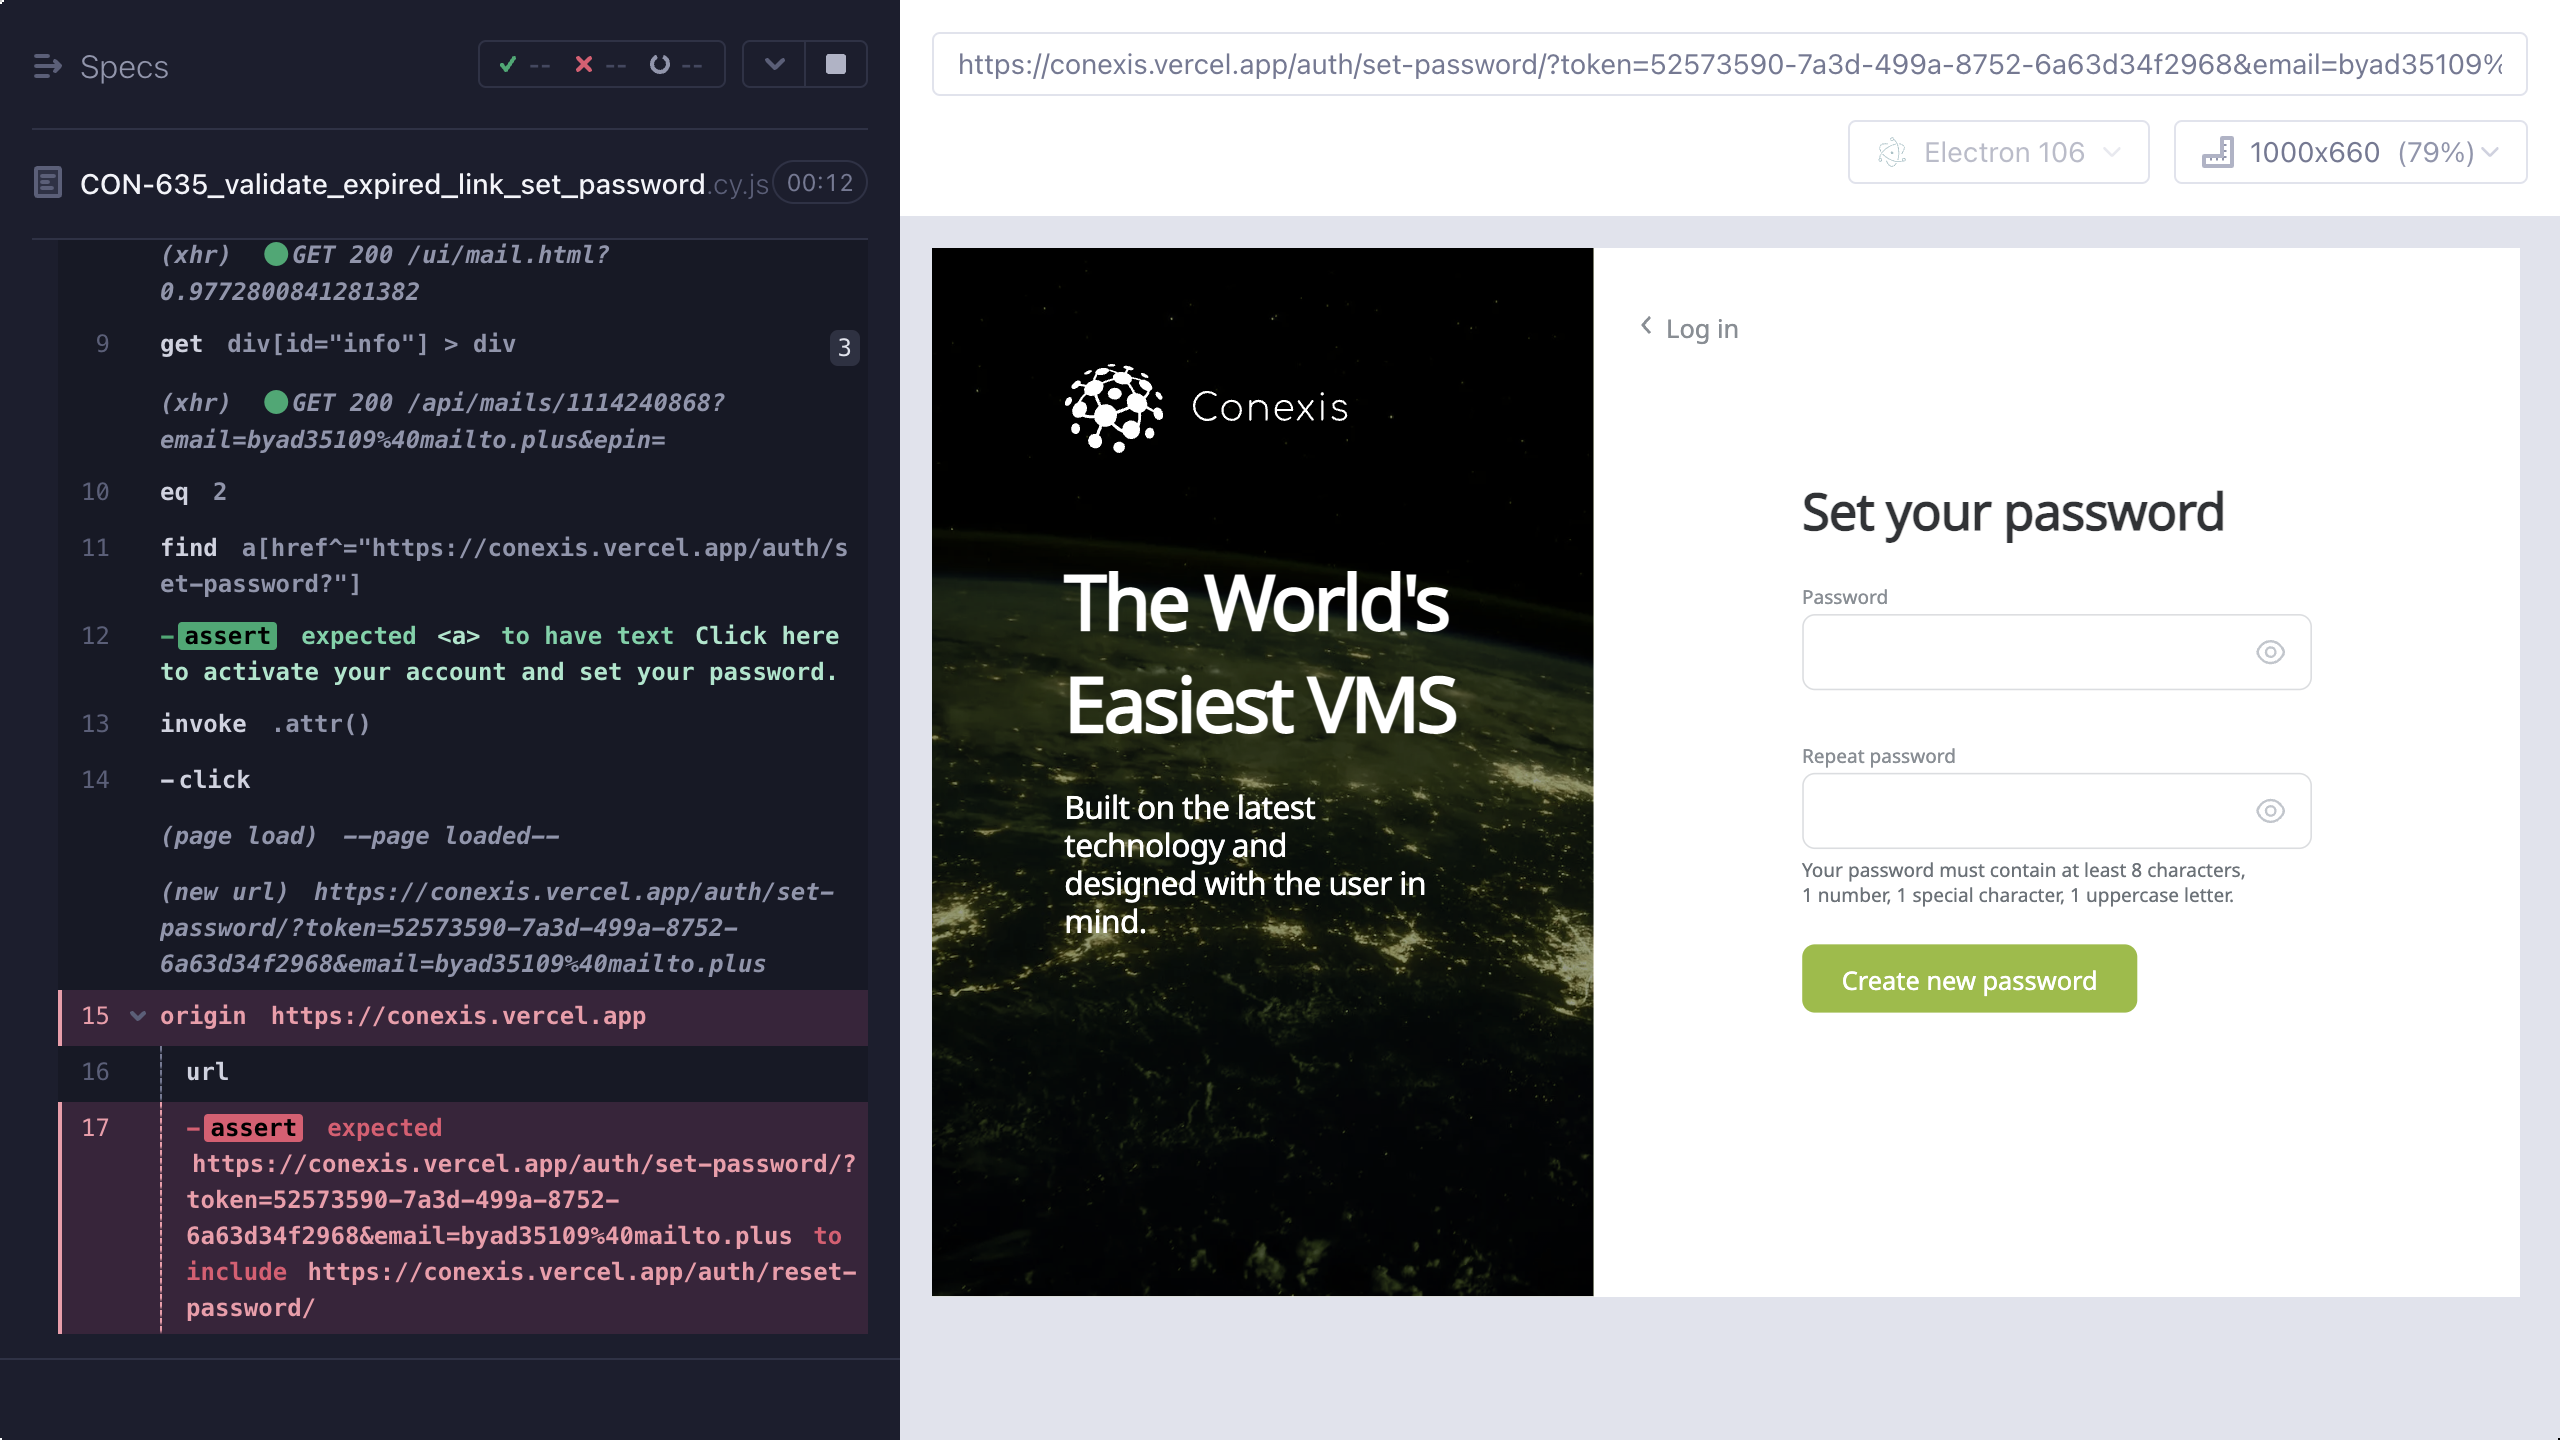 Specs
-- -- --
CON-635_validate_expired_link_set_password.cy.js 00:12
(xhr) GET 200 /ui/mail.html?
0.9772800841281382
9 get div[id="info"] > div 3
(xhr) GET 200 /api/mails/1114240868?
email=byad35109%40mailto.plus&epin=
10 eq 2
11 find a[href^="https://conexis.vercel.app/auth/s
et-password?"]
12 -assert expected <a> to have text Click here
to activate your account and set your password.
13 invoke .attr()
14 -click
(page load) --page loaded--
(new url) https://conexis.vercel.app/auth/set-
password/?token=52573590-7a3d-499a-8752-
6a63d34f2968&email=byad35109%40mailto.plus
15 origin https://conexis.vercel.app
16 url
17 -assert expected
https://conexis.vercel.app/auth/set-password/?
token=52573590-7a3d-499a-8752-
6a63d34f2968&email=byad35109%40mailto.plus to
include https://conexis.vercel.app/auth/reset-
password/
https://conexis.vercel.app/auth/set-password/?token=52573590-7a3d-499a-8752-6a63d34f2968&email=byad35109%
Electron 106
1000x660 (79%)
Conexis
The World's
Easiest VMS
Built on the latest
technology and
designed with the user in
mind.
Log in
Set your password
Password
Repeat password
Your password must contain at least 8 characters,
1 number, 1 special character, 1 uppercase letter.
Create new password